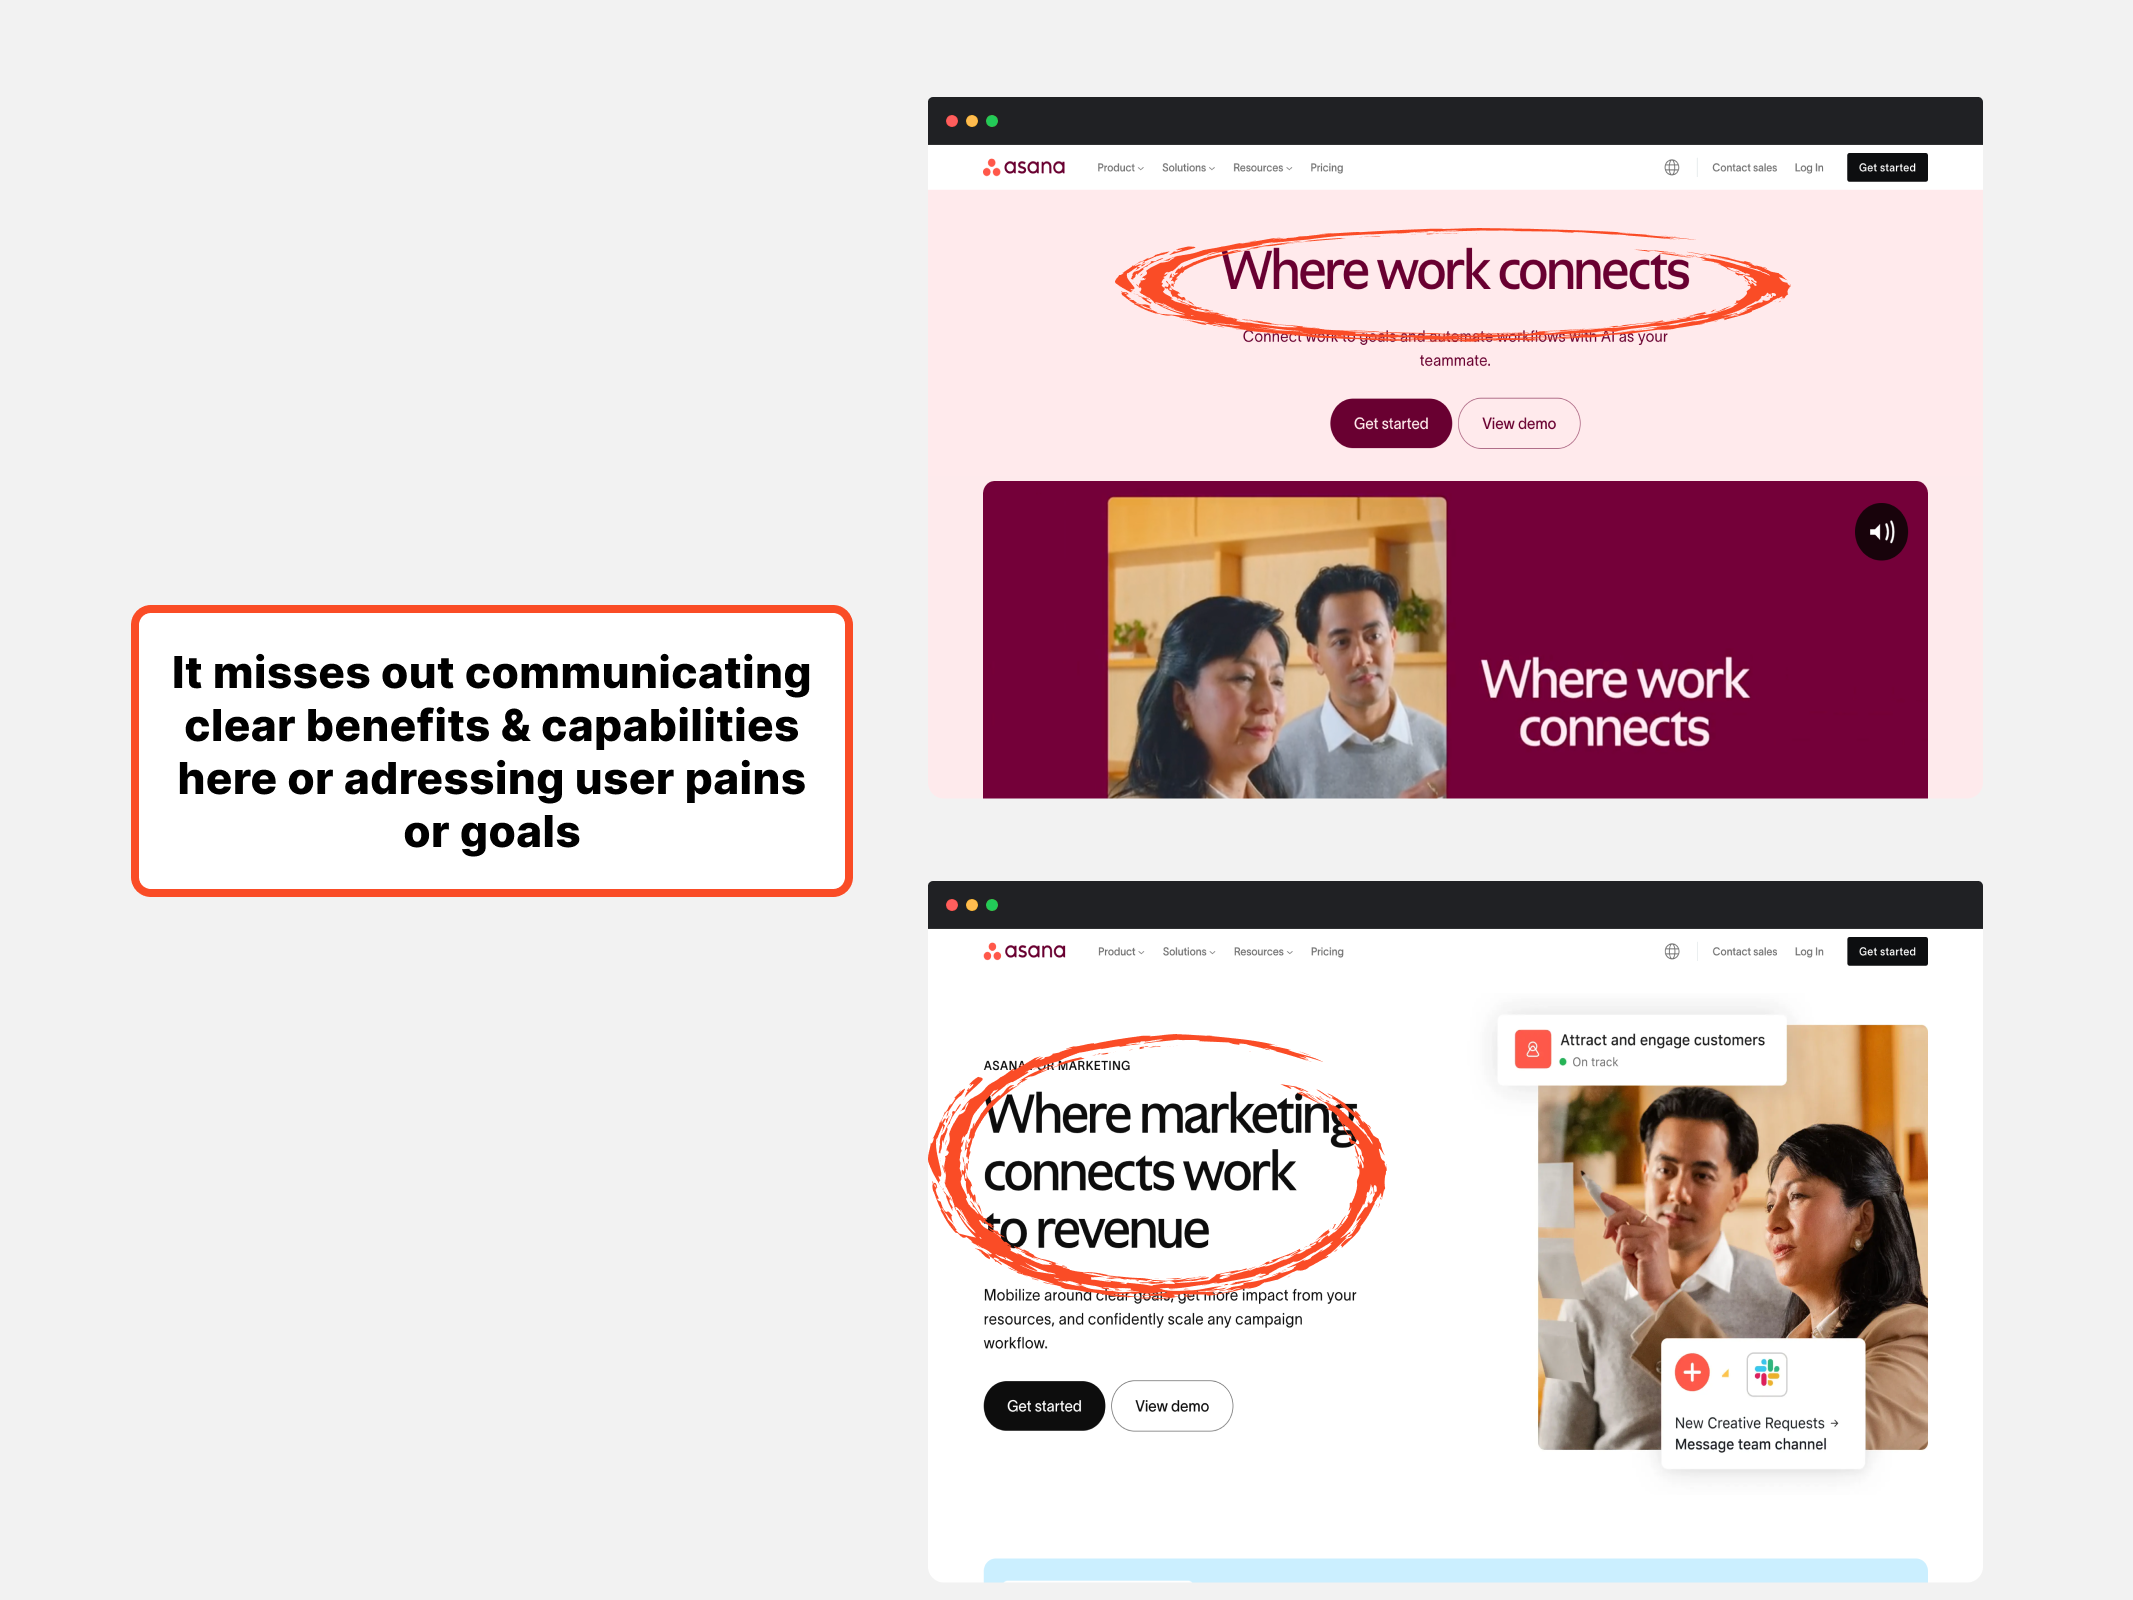 It misses out communicating
clear benefits & capabilities
here or adressing user pains
or goals
asana
Product
Solutions
Resources
Pricing
Contact sales
Log In
Get started
Where work connects
Connect work to goals and automate workflows with AI as your
teammate.
Get started
View demo
Where work
connects
asana
Product
Solutions
Resources
Pricing
Contact sales
Log In
Get started
ASANA FOR MARKETING
Where marketing
connects work
to revenue
Mobilize around clear goals, get more impact from your
resources, and confidently scale any campaign
workflow.
Get started
View demo
Attract and engage customers
On track
New Creative Requests →
Message team channel